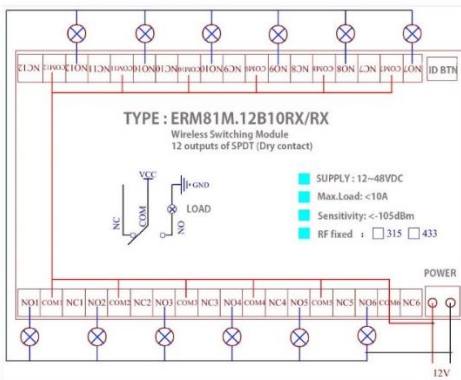 NC12 COM12 NO12 NC11 COM11 NO10 NC10 COM10 NO10 NC9 COM9 NO9 NC8 COM8 NO8 NC7 COM7 NO7 ID BTN
TYPE : ERM81M.12B10RX/RX
Wireless Switching Module
12 outputs of SPDT (Dry contact)
VCC
GND
NC
COM
LOAD
NO
SUPPLY : 12~48VDC
Max.Load: <10A
Sensitivity: <-105dBm
RF fixed : 315 433
POWER
NO1 COM1 NC1 NO2 COM2 NC2 NO3 COM3 NC3 NO4 COM4 NC4 NO5 COM5 NC5 NO6 COM6 NC6
12V